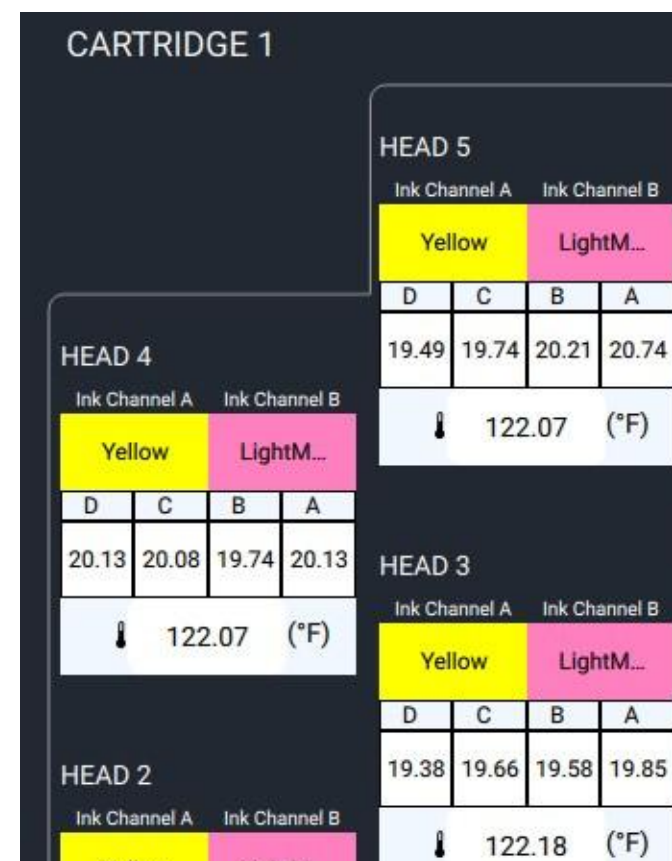 CARTRIDGE 1
HEAD 5
Ink Channel A Ink Channel B
Yellow LightM...
D C B A
19.49 19.74 20.21 20.74
122.07 (°F)
HEAD 4
Ink Channel A Ink Channel B
Yellow LightM...
D C B A
20.13 20.08 19.74 20.13
122.07 (°F)
HEAD 3
Ink Channel A Ink Channel B
Yellow LightM...
D C B A
19.38 19.66 19.58 19.85
122.18 (°F)
HEAD 2
Ink Channel A Ink Channel B